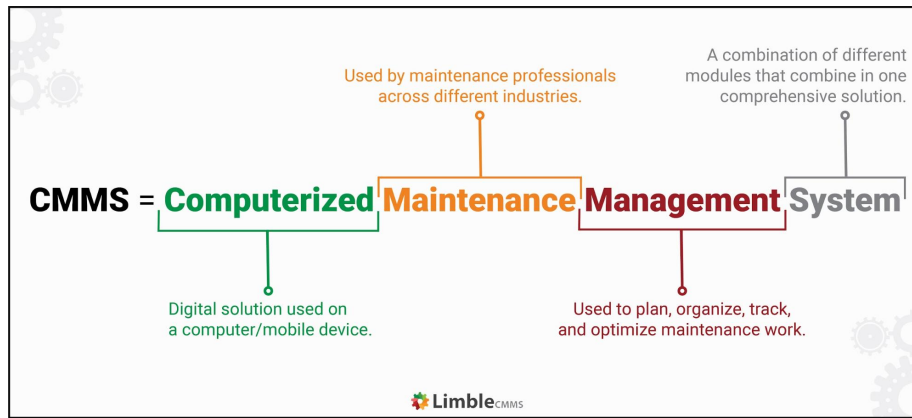 A combination of different
modules that combine in one
comprehensive solution.
Used by maintenance professionals
across different industries.
CMMS = Computerized Maintenance Management System
Digital solution used on
a computer/mobile device.
Used to plan, organize, track,
and optimize maintenance work.
Limble CMMS